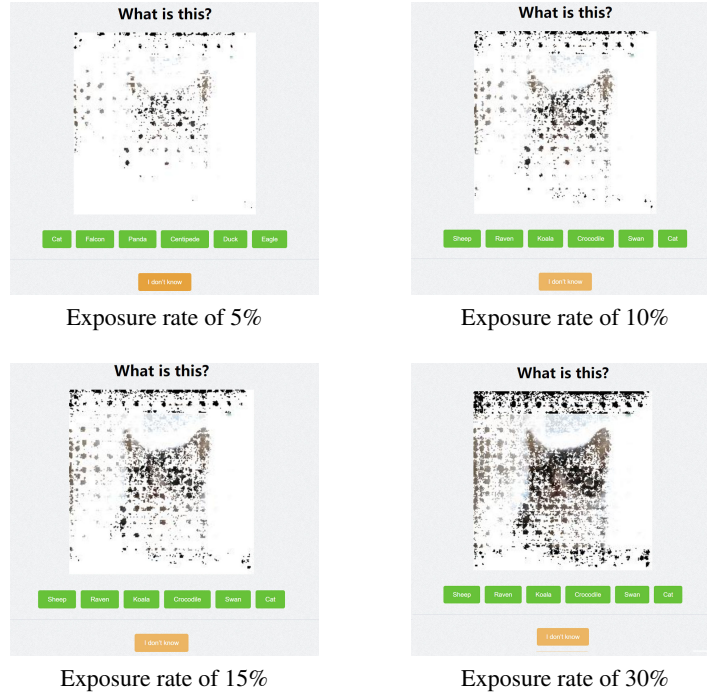 What is this?
Cat Falcon Panda Centipede Duck Eagle
I don't know
Exposure rate of 5%
What is this?
Sheep Raven Koala Crocodile Swan Cat
I don't know
Exposure rate of 10%
What is this?
Sheep Raven Koala Crocodile Swan Cat
I don't know
Exposure rate of 15%
What is this?
Sheep Raven Koala Crocodile Swan Cat
I don't know
Exposure rate of 30%